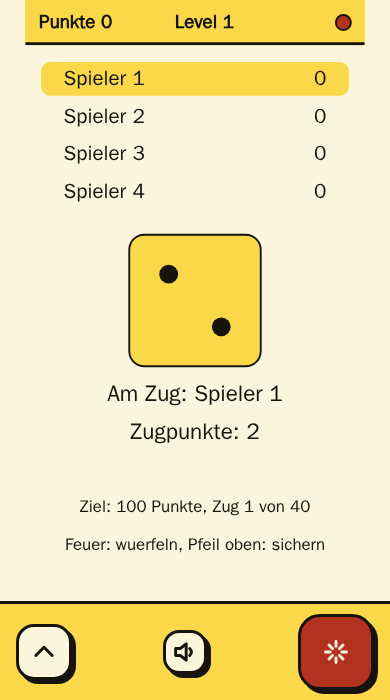 Punkte 0 Level 1
Spieler 1 0
Spieler 2 0
Spieler 3 0
Spieler 4 0
Am Zug: Spieler 1
Zugpunkte: 2
Ziel: 100 Punkte, Zug 1 von 40
Feuer: wuerfeln, Pfeil oben: sichern